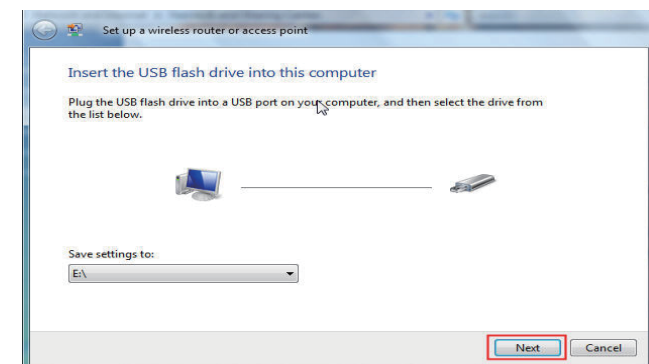 Set up a wireless router or access point
Insert the USB flash drive into this computer
Plug the USB flash drive into a USB port on your computer, and then select the drive from
the list below.
Save settings to:
E:\
Next
Cancel